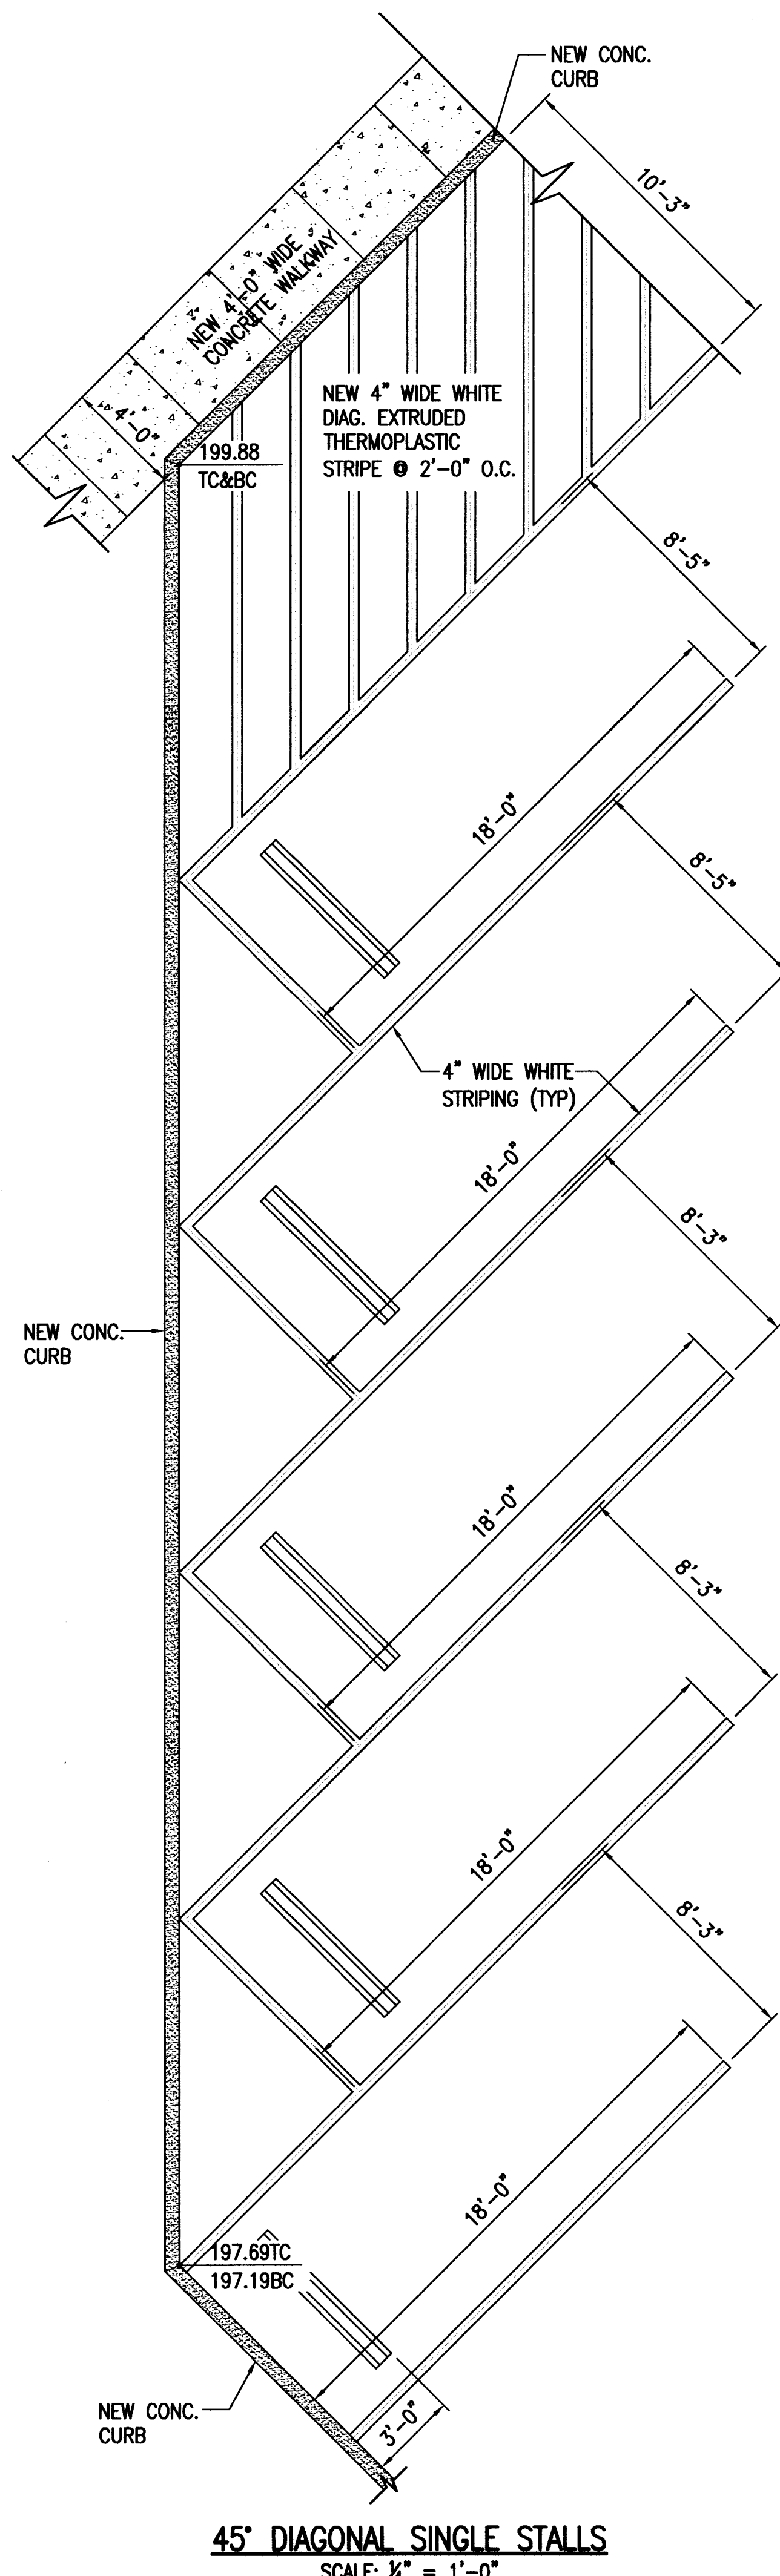 NEW CONC.
CURB
10'-3"
NEW 4'-0" WIDE
CONCRETE WALKWAY
4'-0"
NEW 4" WIDE WHITE
DIAG. EXTRUDED
THERMOPLASTIC
STRIPE @ 2'-0" O.C.
199.88
TC&BC
8'-5"
18'-0"
8'-5"
4" WIDE WHITE
STRIPING (TYP)
18'-0"
8'-3"
NEW CONC.
CURB
18'-0"
8'-3"
18'-0"
8'-3"
18'-0"
197.69TC
197.19BC
NEW CONC.
CURB
3'-0"
45° DIAGONAL SINGLE STALLS
SCALE: ¼" = 1'-0"